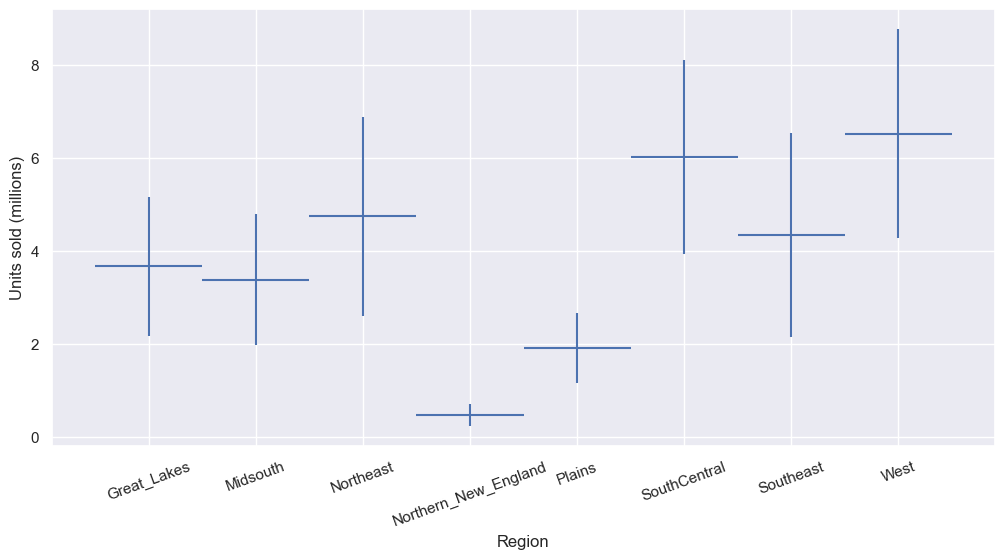 8
6
4
2
0
Units sold (millions)
Great_Lakes
Midsouth
Northeast
Northern_New_England
Plains
SouthCentral
Southeast
West
Region